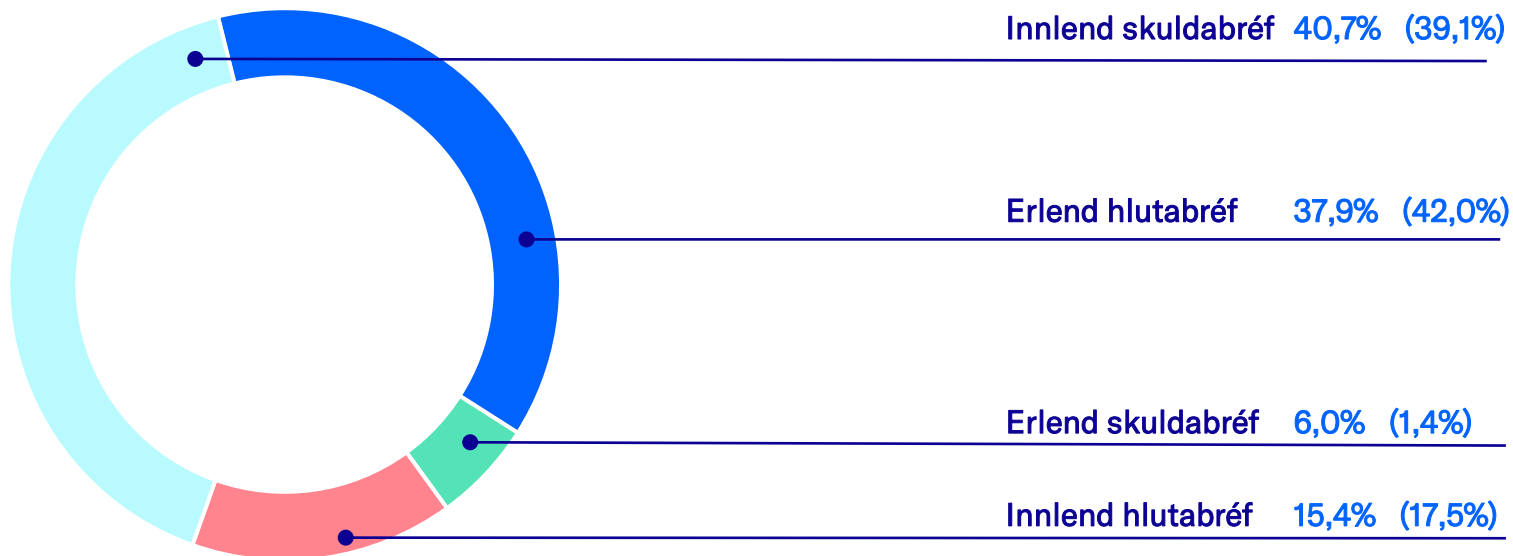 Innlend skuldabréf 40,7% (39,1%)
Erlend hlutabréf 37,9% (42,0%)
Erlend skuldabréf 6,0% (1,4%)
Innlend hlutabréf 15,4% (17,5%)